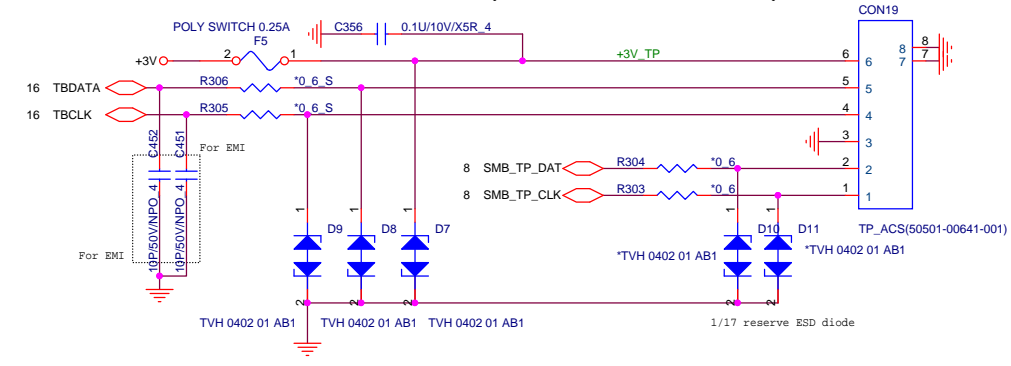 CON19
POLY SWITCH 0.25A
F5
C356
0.1U/10V/X5R_4
+3V
2
1
+3V_TP
6
6
8
8
7
7
16 TBDATA
R306
*0_6_S
5
5
16 TBCLK
R305
*0_6_S
4
4
C452
C451
For EMI
3
3
8 SMB_TP_DAT
R304
*0_6
2
2
8 SMB_TP_CLK
R303
*0_6
1
1
10P/50V/NPO_4
10P/50V/NPO_4
For EMI
1
1
1
1
1
D9
D8
D7
D10
D11
TP_ACS(50501-00641-001)
*TVH 0402 01 AB1
*TVH 0402 01 AB1
2
2
2
2
2
TVH 0402 01 AB1
TVH 0402 01 AB1
TVH 0402 01 AB1
1/17 reserve ESD diode